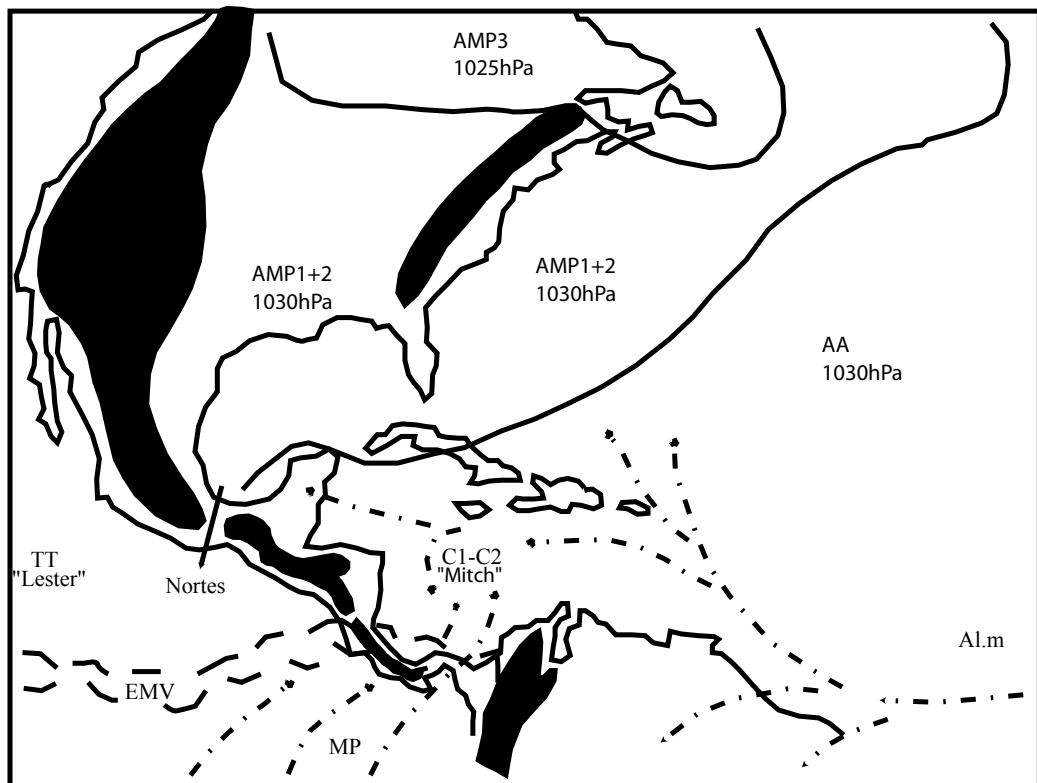 AMP3
1025hPa
AMP1+2
1030hPa
AMP1+2
1030hPa
AA
1030hPa
TT
"Lester"
Nortes
C1-C2
"Mitch"
Al.m
EMV
MP